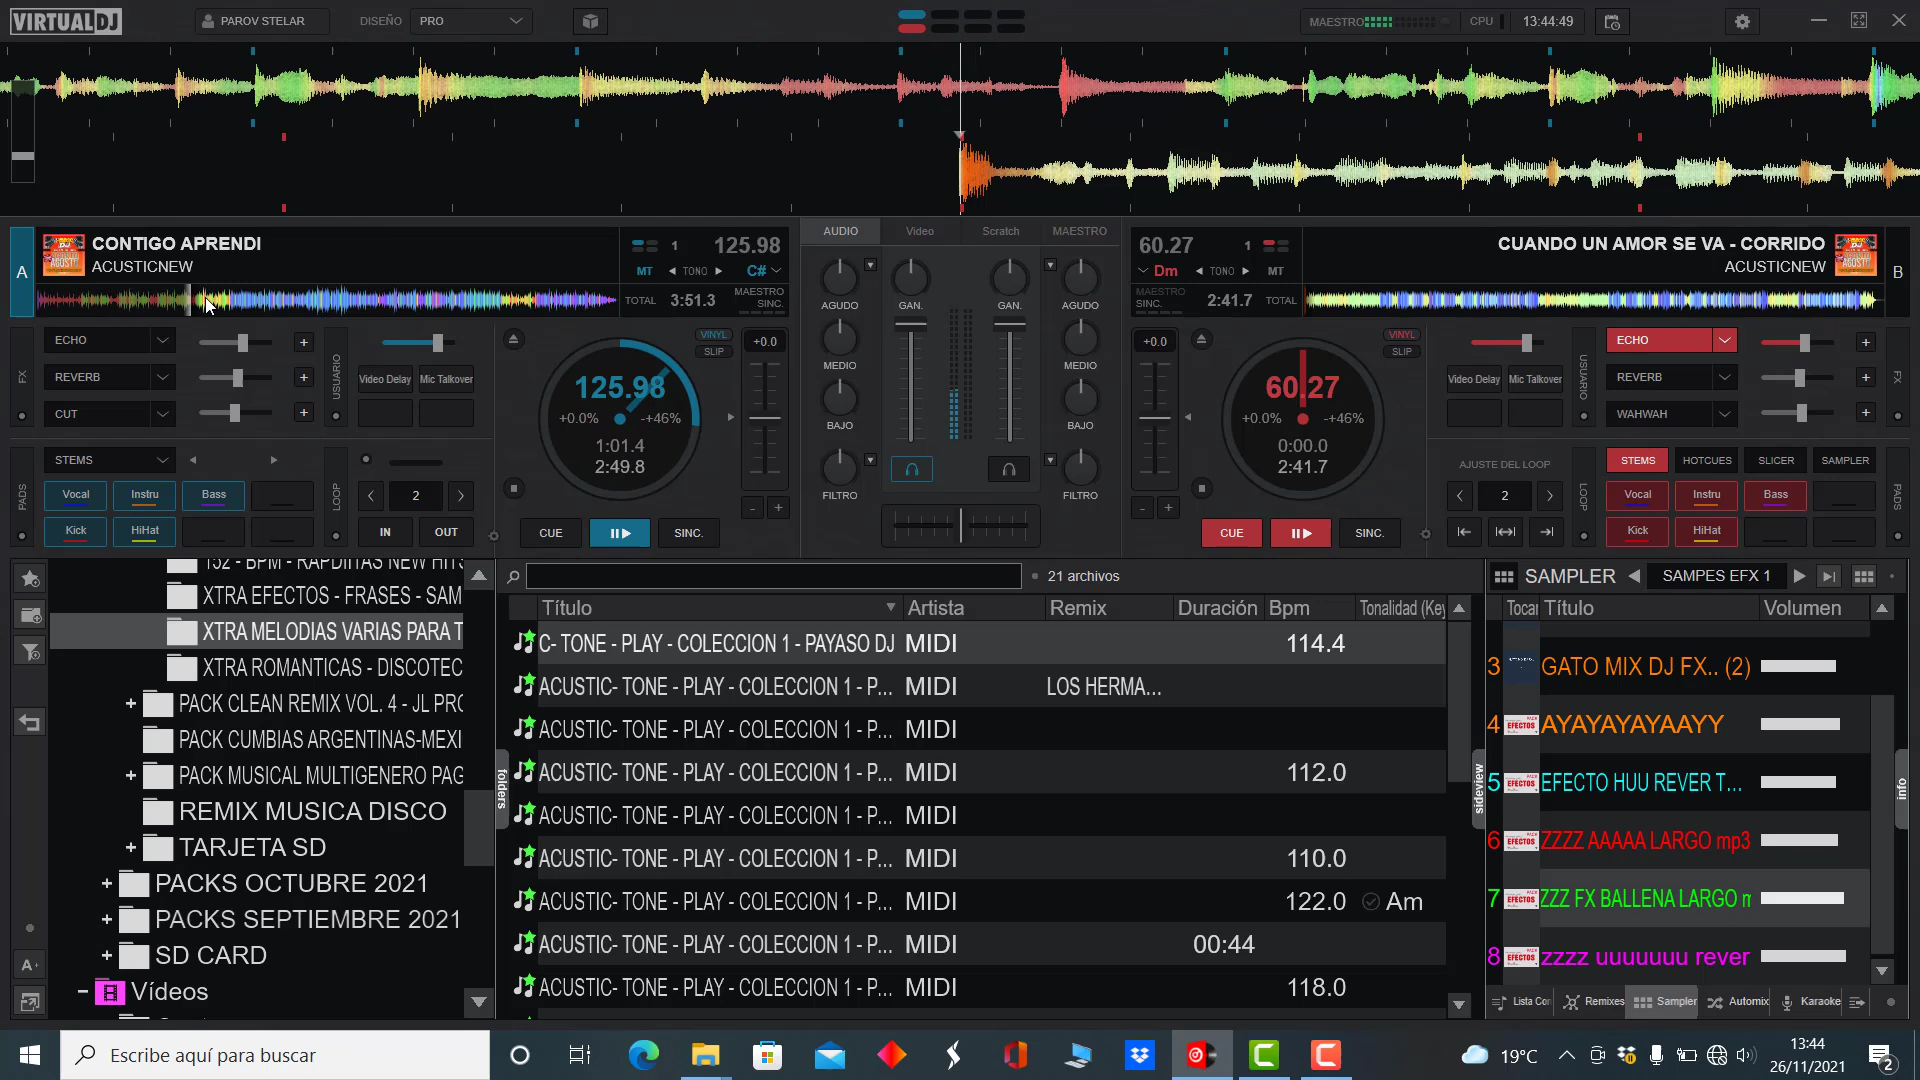 VIRTUALDJ
PAROV STELAR
DISEÑO
PRO
MAESTRO
CPU
13:44:49
A
CONTIGO APRENDI
ACUSTICNEW
1
125.98
MT
TONO
C#
TOTAL
3:51.3
MAESTRO
SINC.
AUDIO
Video
Scratch
MAESTRO
60.27
1
Dm
TONO
MT
MAESTRO
SINC.
2:41.7
TOTAL
CUANDO UN AMOR SE VA - CORRIDO
ACUSTICNEW
B
FX
ECHO
REVERB
CUT
USUARIO
Video Delay
Mic Talkover
VINYL
SLIP
+0.0
125.98
+0.0%
-+46%
1:01.4
2:49.8
AGUDO
GAN.
GAN.
AGUDO
MEDIO
MEDIO
BAJO
BAJO
FILTRO
FILTRO
+0.0
VINYL
SLIP
60.27
+0.0%
-+46%
0:00.0
2:41.7
Video Delay
Mic Talkover
USUARIO
ECHO
REVERB
WAHWAH
FX
PADS
STEMS
Vocal
Instru
Bass
Kick
HiHat
LOOP
2
IN
OUT
CUE
SINC.
CUE
SINC.
AJUSTE DEL LOOP
2
LOOP
STEMS
HOTCUES
SLICER
SAMPLER
Vocal
Instru
Bass
Kick
HiHat
PADS
152 - BPM - RAPIDITAS NEW HITS
XTRA EFECTOS - FRASES - SAM
XTRA MELODIAS VARIAS PARA T
XTRA ROMANTICAS - DISCOTEC
PACK CLEAN REMIX VOL. 4 - JL PRO
PACK CUMBIAS ARGENTINAS-MEXI
PACK MUSICAL MULTIGENERO PAG
REMIX MUSICA DISCO
TARJETA SD
PACKS OCTUBRE 2021
PACKS SEPTIEMBRE 2021
SD CARD
Vídeos
folders
21 archivos
Título
Artista
Remix
Duración
Bpm
Tonalidad (Key
C- TONE - PLAY - COLECCION 1 - PAYASO DJ
MIDI
114.4
ACUSTIC- TONE - PLAY - COLECCION 1 - P...
MIDI
LOS HERMA...
ACUSTIC- TONE - PLAY - COLECCION 1 - P...
MIDI
ACUSTIC- TONE - PLAY - COLECCION 1 - P...
MIDI
112.0
ACUSTIC- TONE - PLAY - COLECCION 1 - P...
MIDI
ACUSTIC- TONE - PLAY - COLECCION 1 - P...
MIDI
110.0
ACUSTIC- TONE - PLAY - COLECCION 1 - P...
MIDI
122.0
Am
ACUSTIC- TONE - PLAY - COLECCION 1 - P...
MIDI
00:44
ACUSTIC- TONE - PLAY - COLECCION 1 - P...
MIDI
118.0
sideview
SAMPLER
SAMPES EFX 1
Tocar
Título
Volumen
3
GATO MIX DJ FX.. (2)
4
AYAYAYAYAAYY
5
EFECTO HUU REVER T...
6
ZZZZ AAAAA LARGO mp3
7
ZZZ FX BALLENA LARGO m
8
zzzz uuuuuuu rever
info
Lista Con
Remixes
Sampler
Automix
Karaoke
Escribe aquí para buscar
19°C
13:44
26/11/2021
2